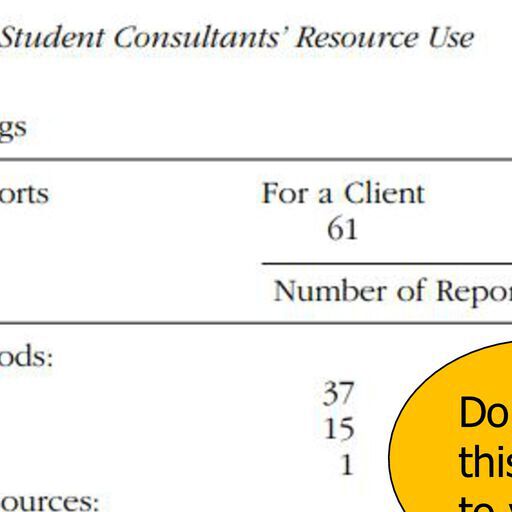 Student Consultants’ Resource Use
gs
orts For a Client
61
Number of Repor
ods:
37
15
1
ources:
Do
this
to